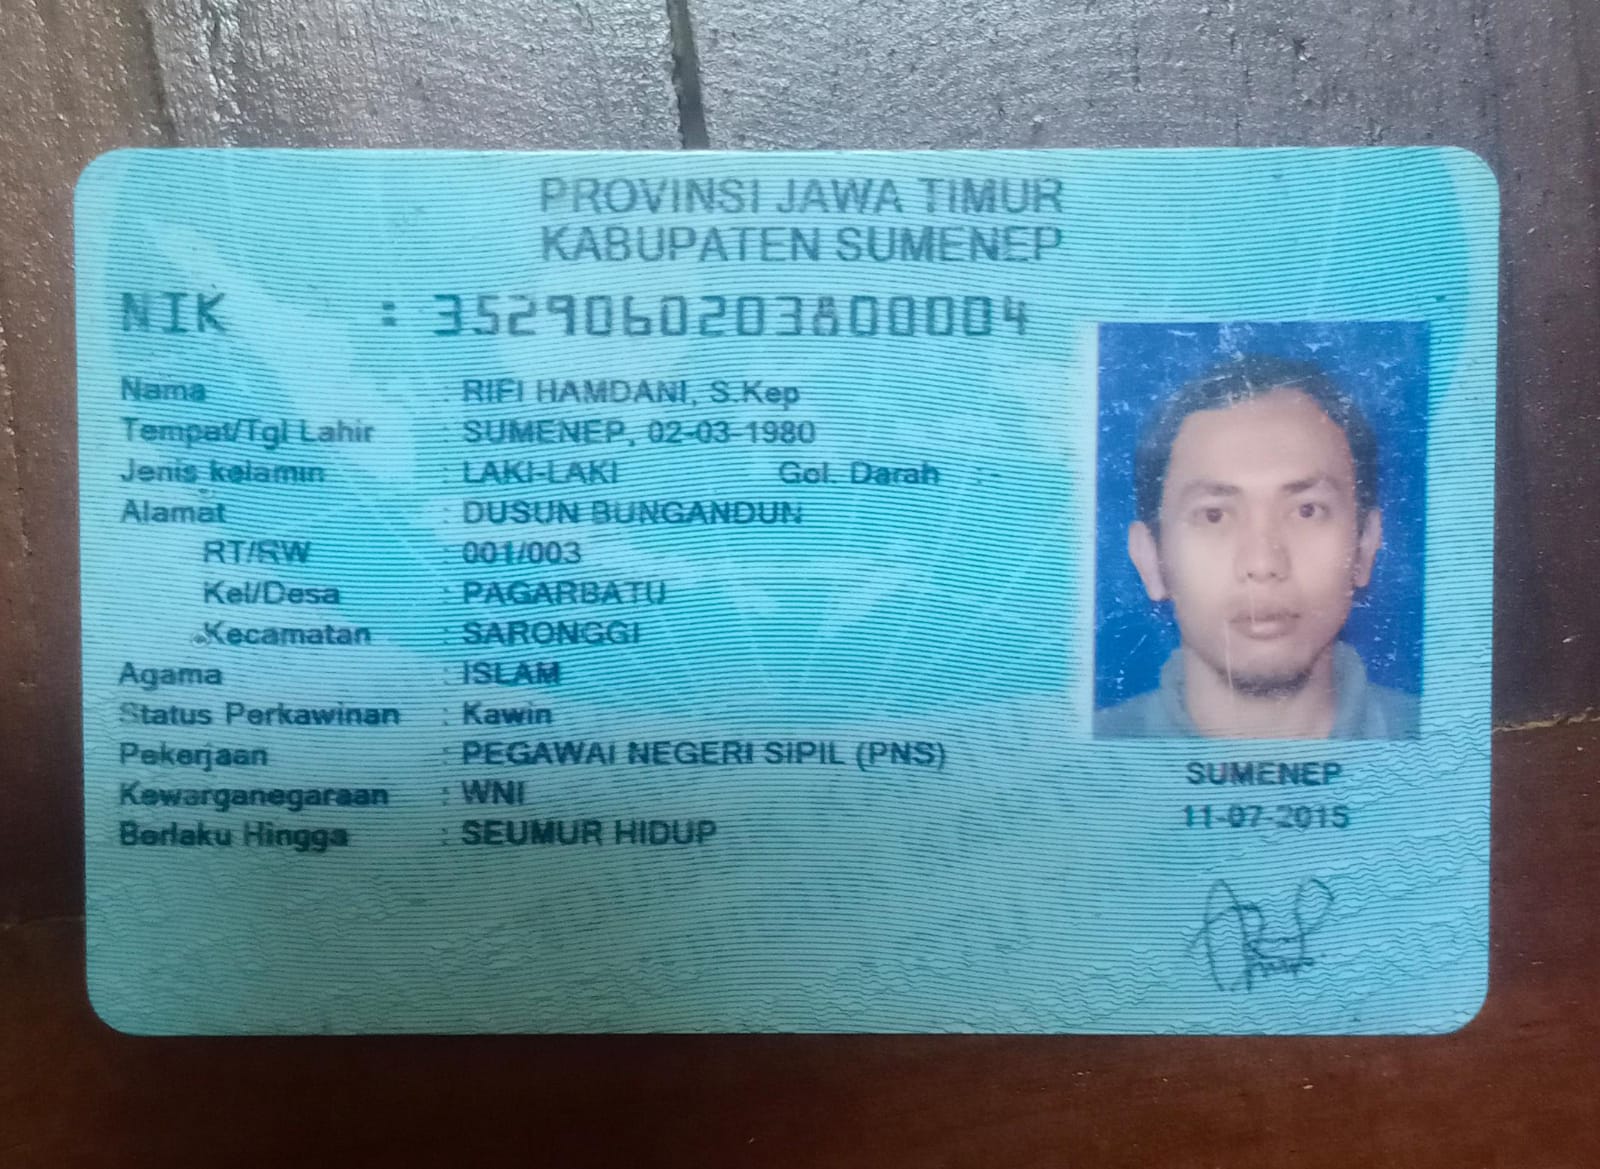 PROVINSI JAWA TIMUR
KABUPATEN SUMENEP
NIK : 3529060203800004
Nama : RIFI HAMDANI, S.Kep
Tempat/Tgl Lahir : SUMENEP, 02-03-1980
Jenis kelamin : LAKI-LAKI Gol. Darah : -
Alamat : DUSUN BUNGANDUN
RT/RW : 001/003
Kel/Desa : PAGARBATU
Kecamatan : SARONGGI
Agama : ISLAM
Status Perkawinan : Kawin
Pekerjaan : PEGAWAI NEGERI SIPIL (PNS)
Kewarganegaraan : WNI
Berlaku Hingga : SEUMUR HIDUP
SUMENEP
11-07-2015